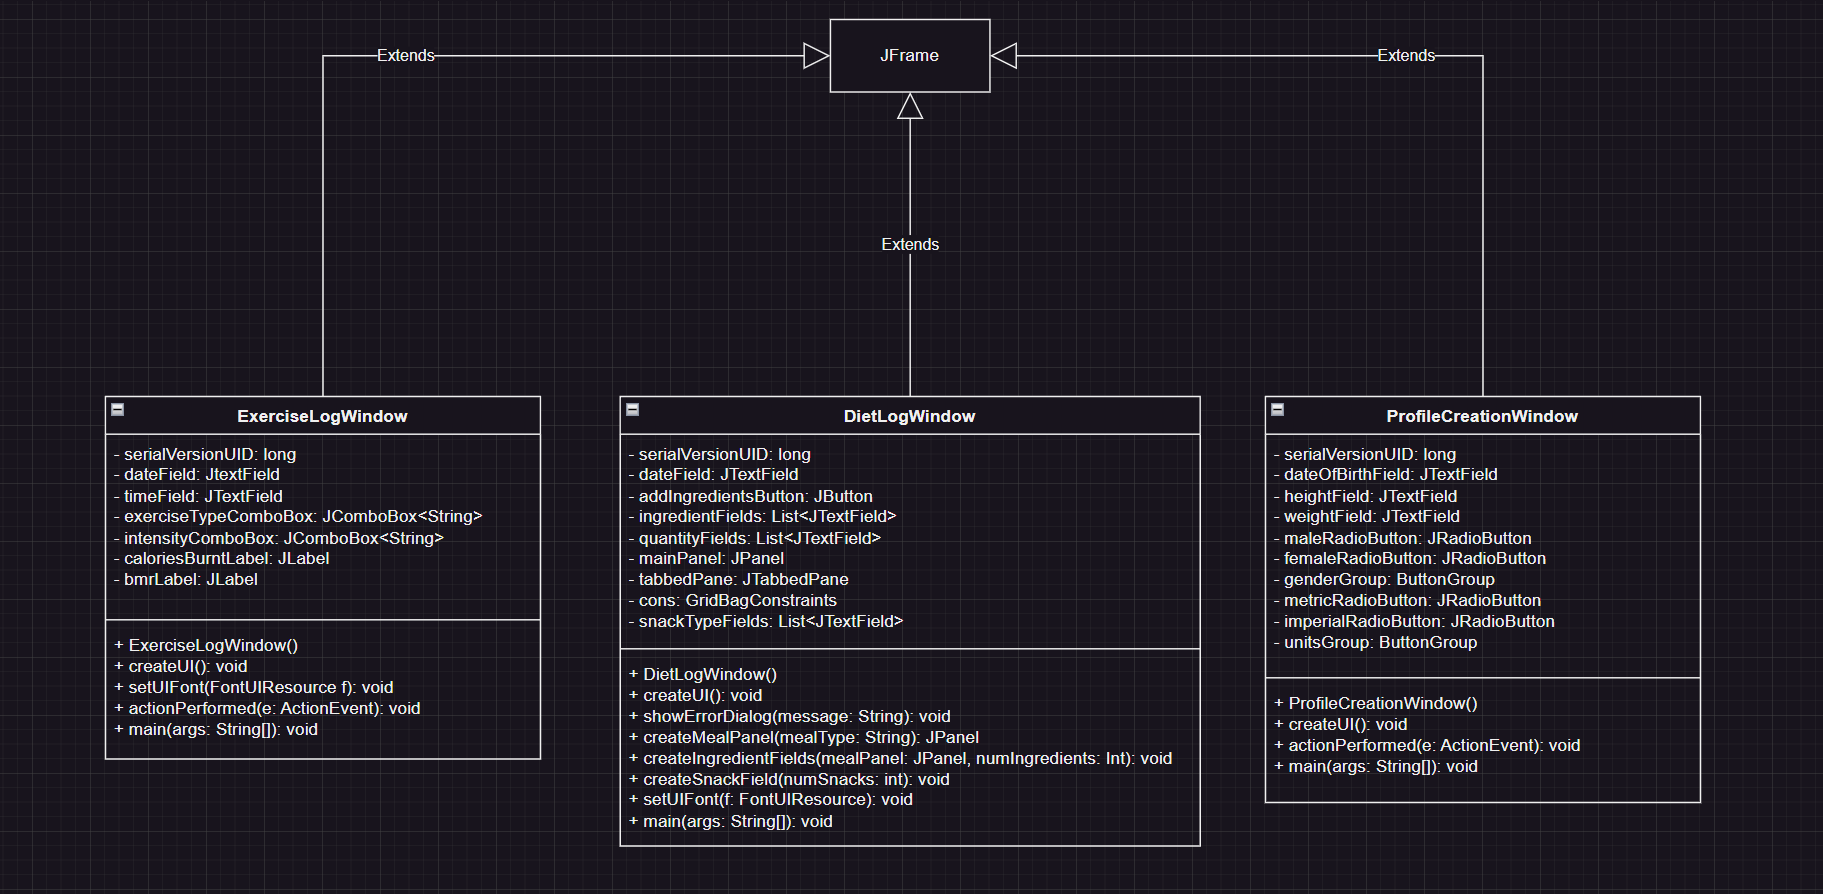 JFrame
Extends
Extends
Extends
ExerciseLogWindow
- serialVersionUID: long
- dateField: JtextField
- timeField: JTextField
- exerciseTypeComboBox: JComboBox<String>
- intensityComboBox: JComboBox<String>
- caloriesBurntLabel: JLabel
- bmrLabel: JLabel
+ ExerciseLogWindow()
+ createUI(): void
+ setUIFont(FontUIResource f): void
+ actionPerformed(e: ActionEvent): void
+ main(args: String[]): void
DietLogWindow
- serialVersionUID: long
- dateField: JTextField
- addIngredientsButton: JButton
- ingredientFields: List<JTextField>
- quantityFields: List<JTextField>
- mainPanel: JPanel
- tabbedPane: JTabbedPane
- cons: GridBagConstraints
- snackTypeFields: List<JTextField>
+ DietLogWindow()
+ createUI(): void
+ showErrorDialog(message: String): void
+ createMealPanel(mealType: String): JPanel
+ createIngredientFields(mealPanel: JPanel, numIngredients: Int): void
+ createSnackField(numSnacks: int): void
+ setUIFont(f: FontUIResource): void
+ main(args: String[]): void
ProfileCreationWindow
- serialVersionUID: long
- dateOfBirthField: JTextField
- heightField: JTextField
- weightField: JTextField
- maleRadioButton: JRadioButton
- femaleRadioButton: JRadioButton
- genderGroup: ButtonGroup
- metricRadioButton: JRadioButton
- imperialRadioButton: JRadioButton
- unitsGroup: ButtonGroup
+ ProfileCreationWindow()
+ createUI(): void
+ actionPerformed(e: ActionEvent): void
+ main(args: String[]): void